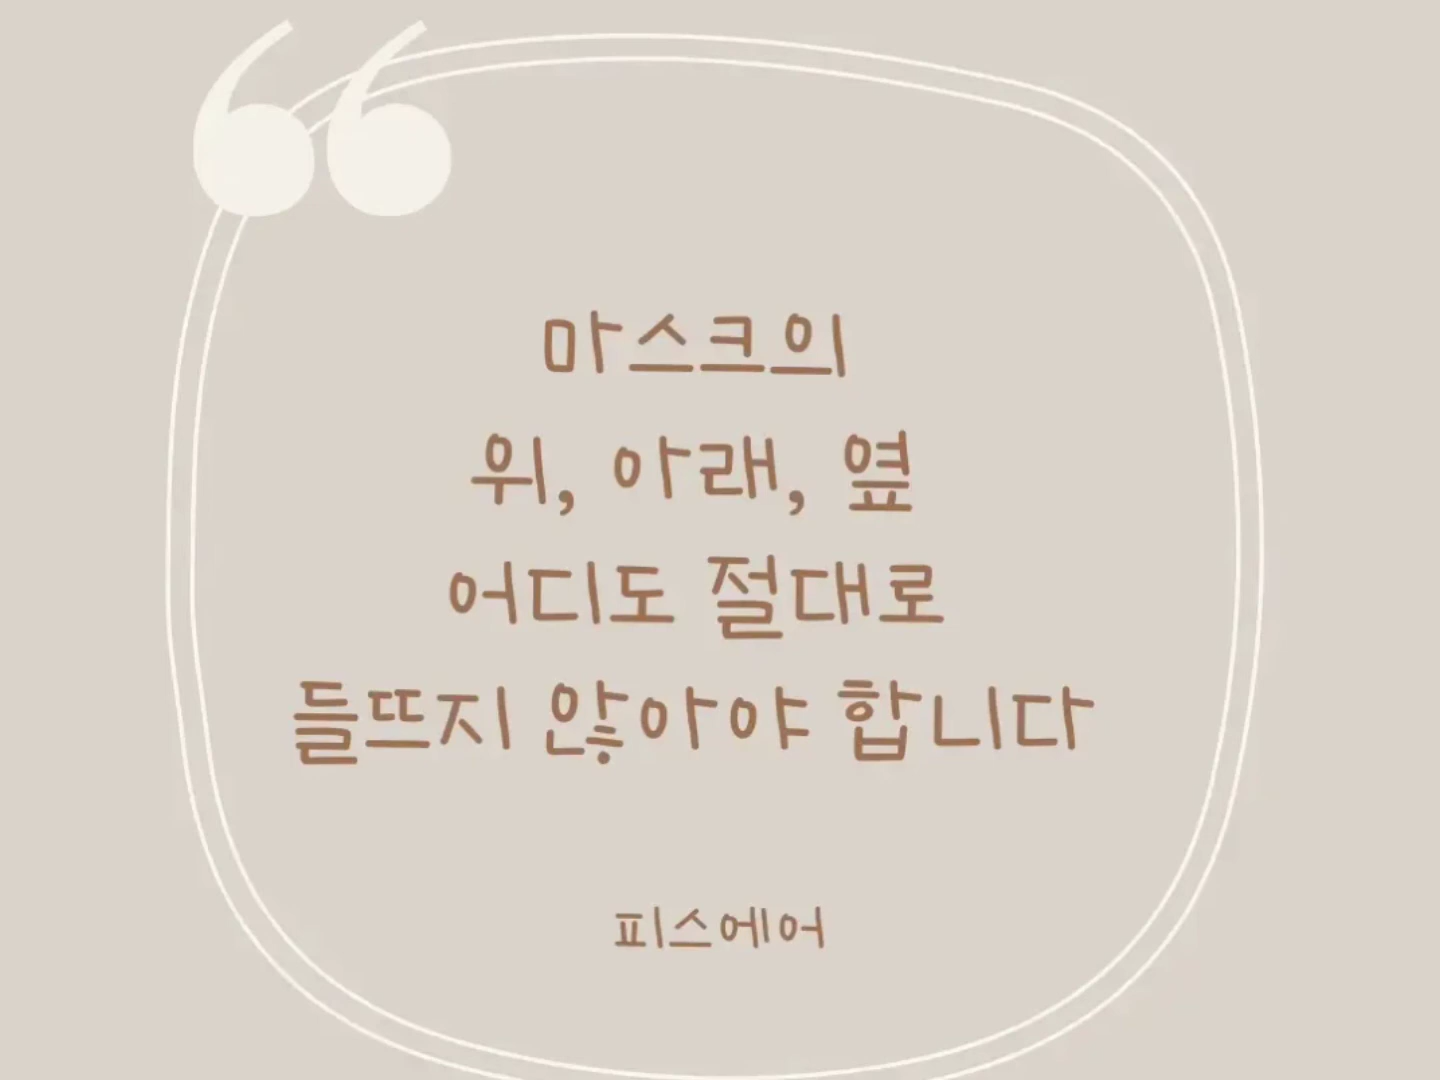 마스크의
위, 아래, 옆
어디도 절대로
들뜨지 않아야 합니다
피스에어